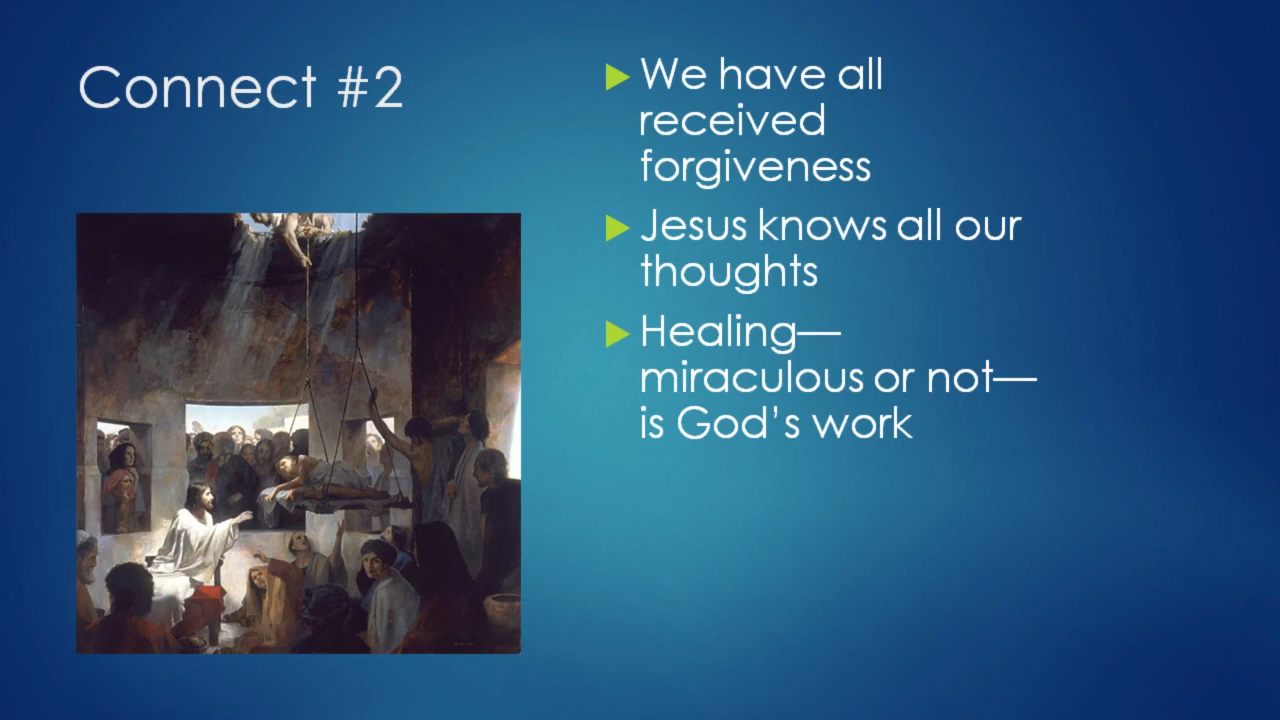 Connect #2
We have all
received
forgiveness
Jesus knows all our
thoughts
Healing—
miraculous or not—
is God's work